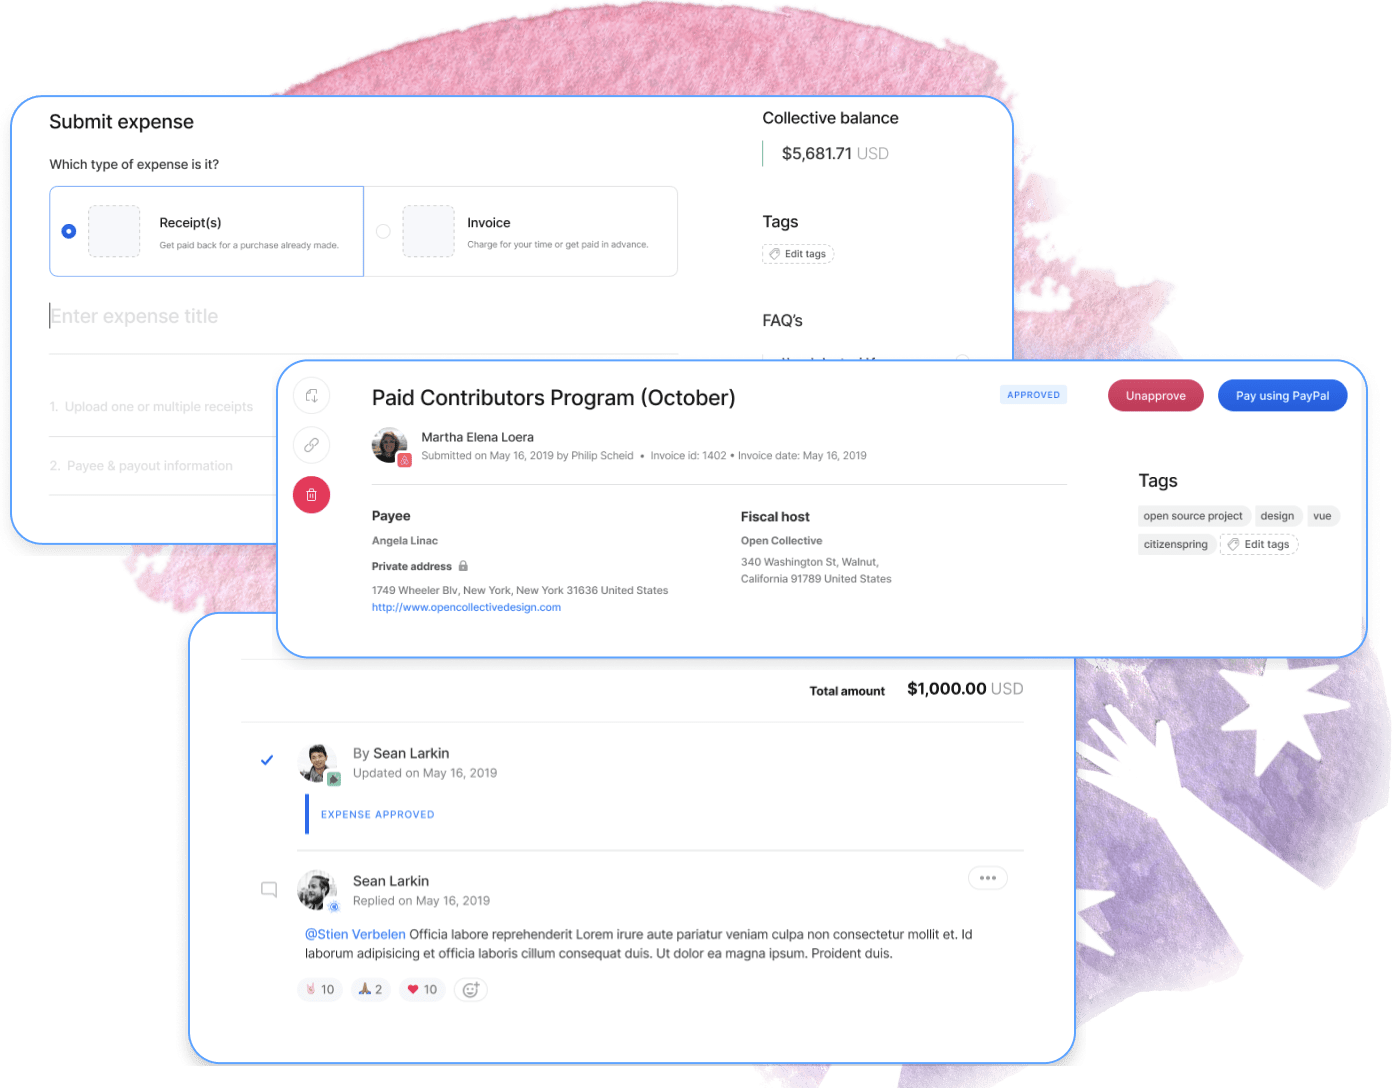 Submit expense
Which type of expense is it?
Receipt(s)
Get paid back for a purchase already made.
Invoice
Charge for your time or get paid in advance.
Enter expense title
1. Upload one or multiple receipts
2. Payee & payout information
Collective balance
$5,681.71 USD
Tags
Edit tags
FAQ's
Paid Contributors Program (October)
APPROVED
Unapprove
Pay using PayPal
Martha Elena Loera
Submitted on May 16, 2019 by Philip Scheid • Invoice id: 1402 • Invoice date: May 16, 2019
Payee
Angela Linac
Private address
1749 Wheeler Blv, New York, New York 31636 United States
http://www.opencollectivedesign.com
Fiscal host
Open Collective
340 Washington St, Walnut,
California 91789 United States
Tags
open source project design vue
citizenspring Edit tags
Total amount $1,000.00 USD
By Sean Larkin
Updated on May 16, 2019
EXPENSE APPROVED
Sean Larkin
Replied on May 16, 2019
@Stien Verbelen Officia labore reprehenderit Lorem irure aute pariatur veniam culpa non consectetur mollit et. Id
laborum adipisicing et officia laboris cillum consequat duis. Ut dolor ea magna ipsum. Proident duis.
10 2 10